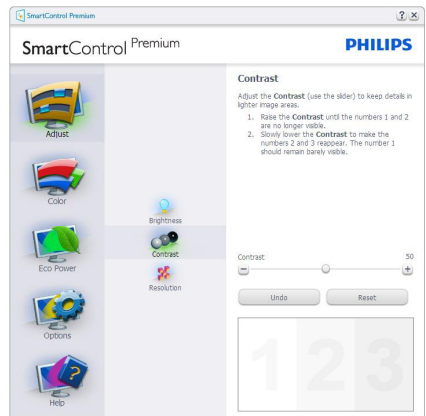 SmartControl Premium
? ×
SmartControl Premium
PHILIPS
Adjust
Color
Eco Power
Options
?
Help
Brightness
Contrast
Resolution
Contrast
Adjust the Contrast (use the slider) to keep details in
lighter image areas.
1. Raise the Contrast until the numbers 1 and 2
are no longer visible.
2. Slowly lower the Contrast to make the
numbers 2 and 3 reappear. The number 1
should remain barely visible.
Contrast 50
Undo Reset
1 2 3